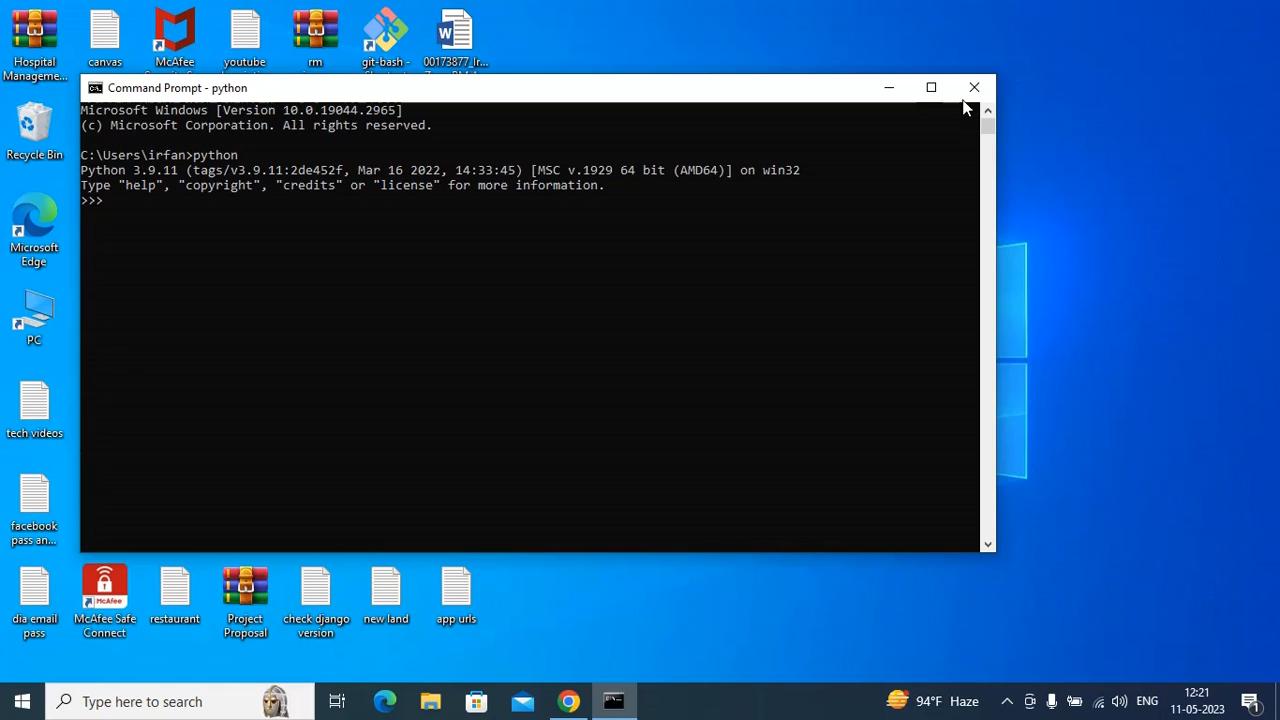 Hospital
Manageme...
canvas
McAfee
youtube
rm
git-bash -
00173877_Ir...
Recycle Bin
Command Prompt - python
Microsoft Windows [Version 10.0.19044.2965]
(c) Microsoft Corporation. All rights reserved.
C:\Users\irfan>python
Python 3.9.11 (tags/v3.9.11:2de452f, Mar 16 2022, 14:33:45) [MSC v.1929 64 bit (AMD64)] on win32
Type "help", "copyright", "credits" or "license" for more information.
>>>
Microsoft
Edge
PC
tech videos
facebook
pass an...
dia email
pass
McAfee
McAfee Safe
Connect
restaurant
Project
Proposal
check django
version
new land
app urls
Type here to search
94°F Haze
ENG
12:21
11-05-2023
1